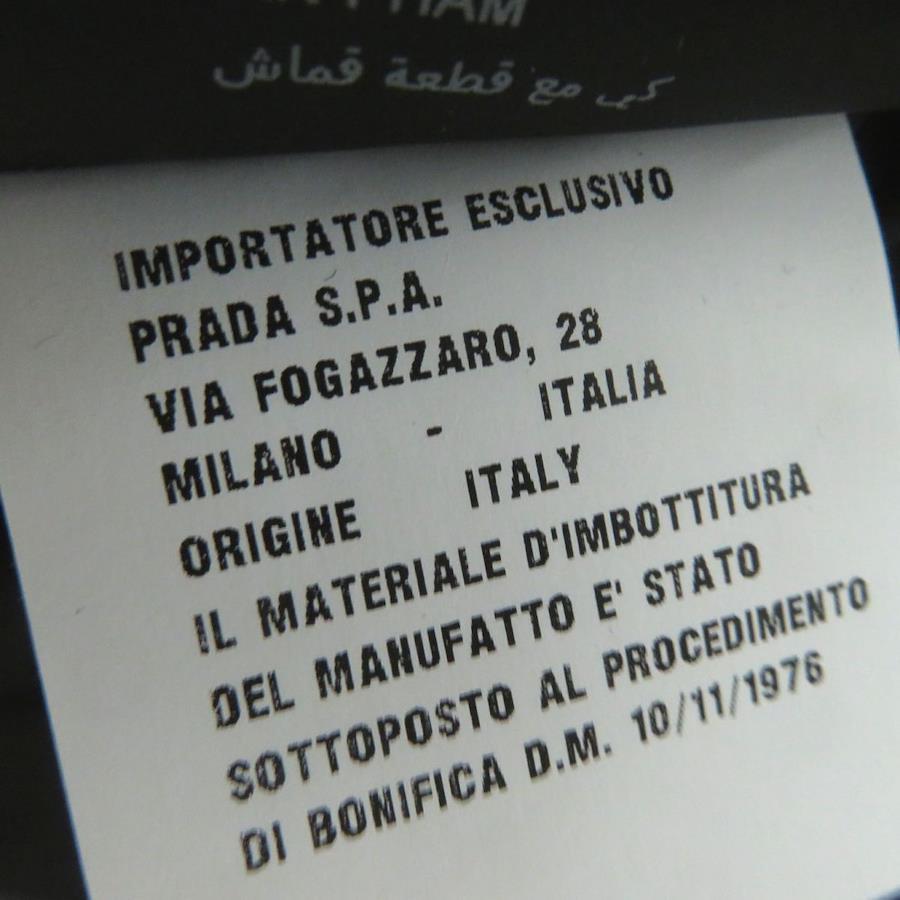 كي مع قطعة قماش
IMPORTATORE ESCLUSIVO
PRADA S.P.A.
VIA FOGAZZARO, 28
MILANO - ITALIA
ORIGINE ITALY
IL MATERIALE D'IMBOTTITURA
DEL MANUFATTO E' STATO
SOTTOPOSTO AL PROCEDIMENTO
DI BONIFICA D.M. 10/11/1976